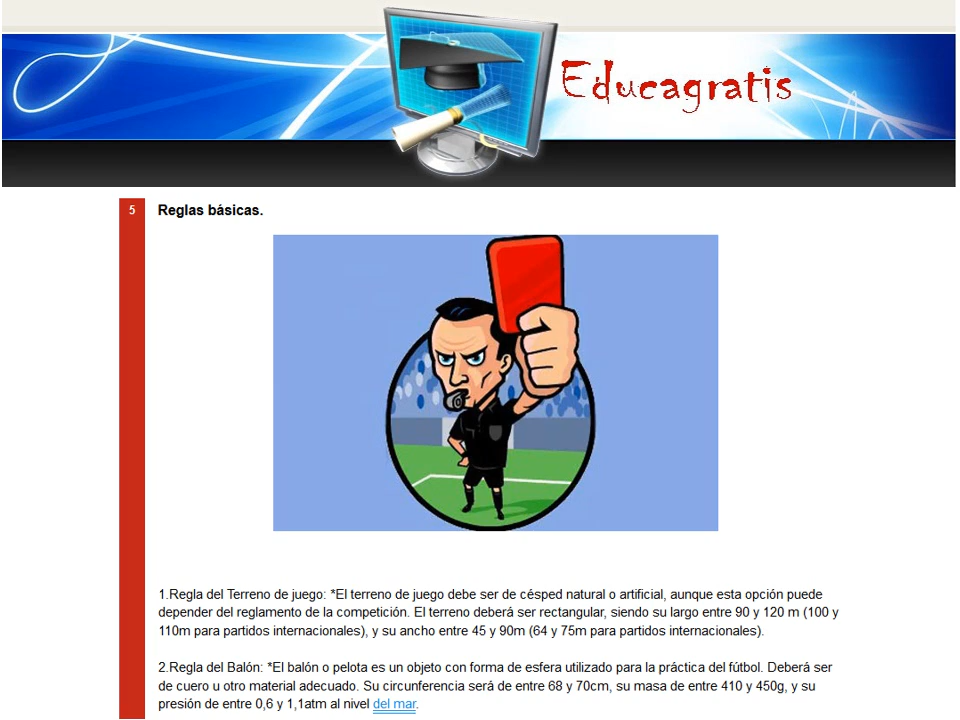 Educagratis
5 Reglas básicas.
1.Regla del Terreno de juego: *El terreno de juego debe ser de césped natural o artificial, aunque esta opción puede
depender del reglamento de la competición. El terreno deberá ser rectangular, siendo su largo entre 90 y 120 m (100 y
110m para partidos internacionales), y su ancho entre 45 y 90m (64 y 75m para partidos internacionales).
2.Regla del Balón: *El balón o pelota es un objeto con forma de esfera utilizado para la práctica del fútbol. Deberá ser
de cuero u otro material adecuado. Su circunferencia será de entre 68 y 70cm, su masa de entre 410 y 450g, y su
presión de entre 0,6 y 1,1atm al nivel del mar.